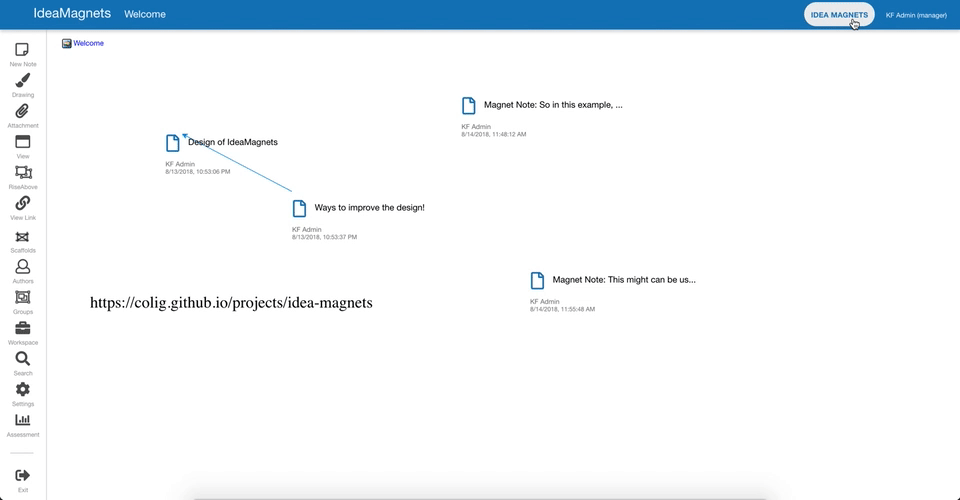 IdeaMagnets Welcome IDEA MAGNETS KF Admin (manager)
New Note
Drawing
Attachment
View
RiseAbove
View Link
Scaffolds
Authors
Groups
Workspace
Search
Settings
Assessment
Exit
Welcome
Magnet Note: So in this example, ...
KF Admin
8/14/2018, 11:48:12 AM
Design of IdeaMagnets
KF Admin
8/13/2018, 10:53:06 PM
Ways to improve the design!
KF Admin
8/13/2018, 10:53:37 PM
Magnet Note: This might can be us...
KF Admin
8/14/2018, 11:55:48 AM
https://colig.github.io/projects/idea-magnets